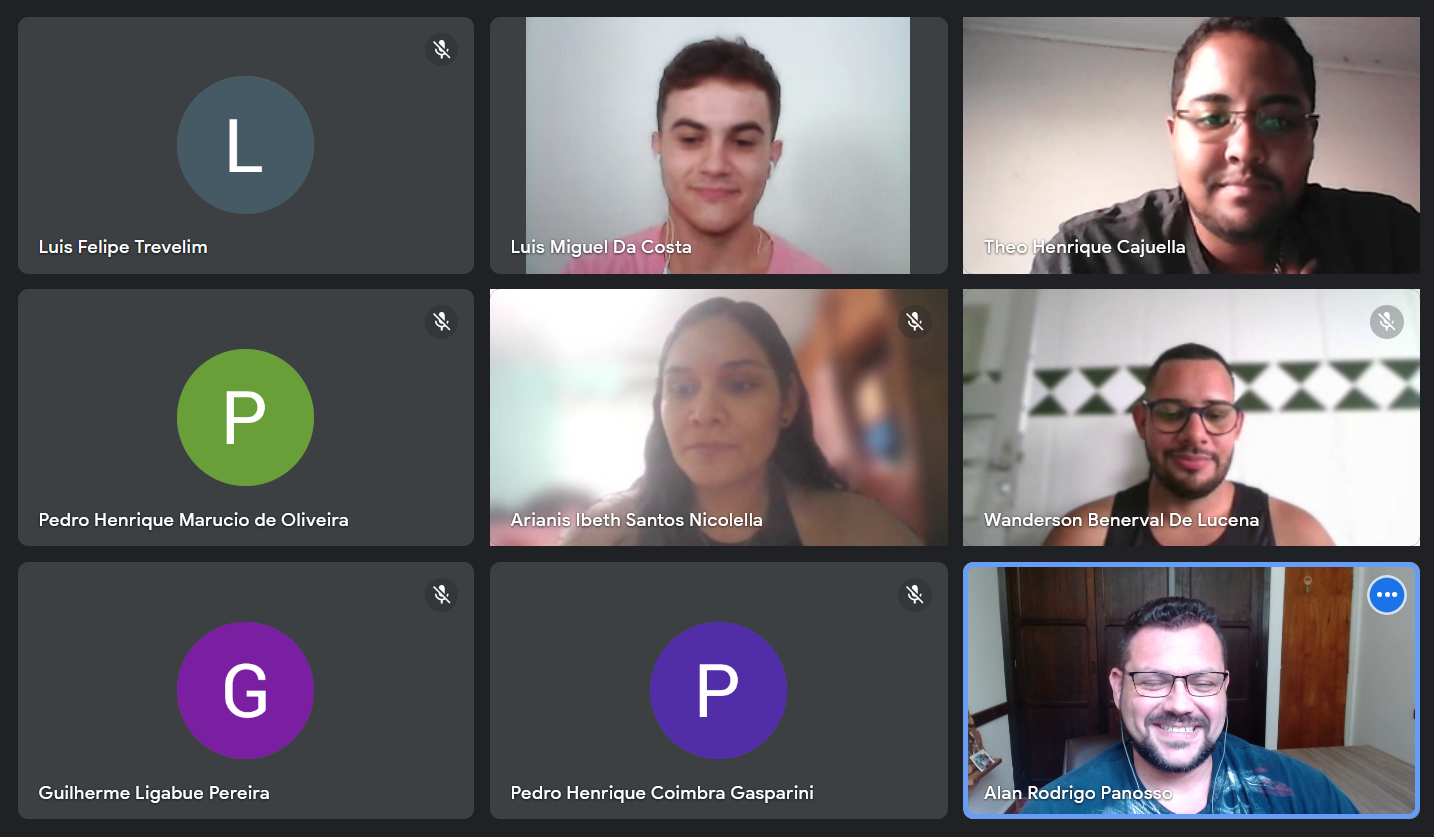 L
Luis Felipe Trevelim
Luis Miguel Da Costa
Theo Henrique Cajuella
P
Pedro Henrique Marucio de Oliveira
Arianis Ibeth Santos Nicolella
Wanderson Benerval De Lucena
G
Guilherme Ligabue Pereira
P
Pedro Henrique Coimbra Gasparini
Alan Rodrigo Panosso